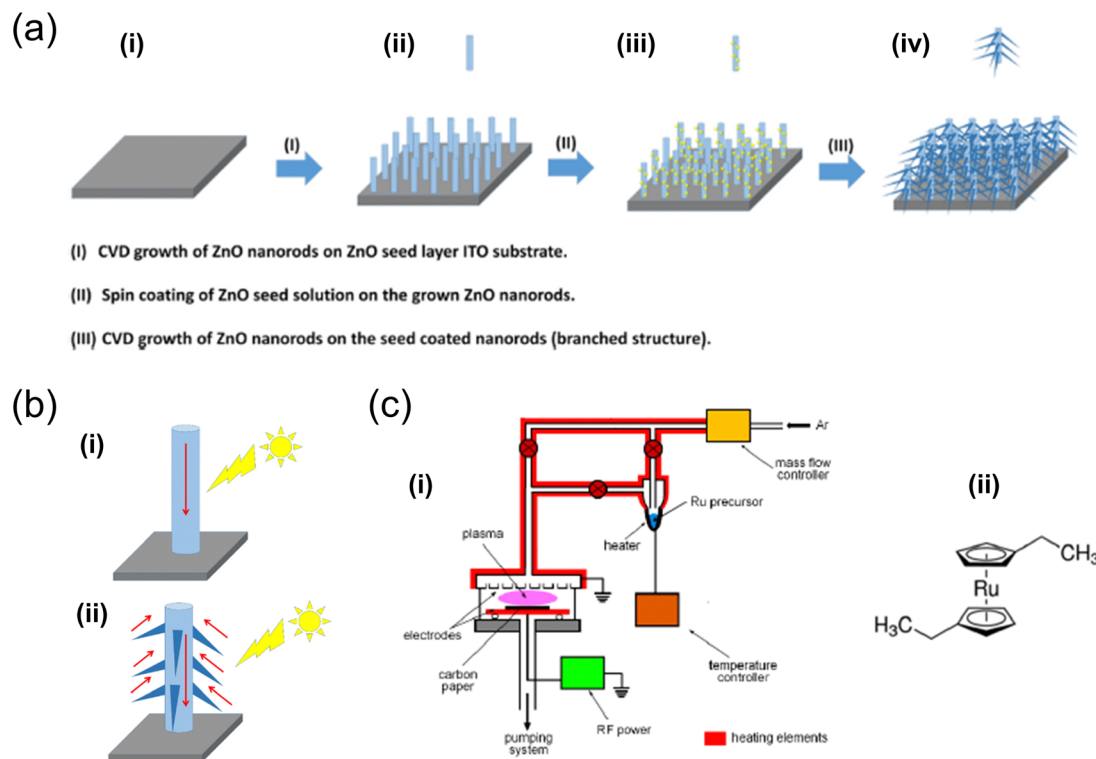 (a)
(i)
(ii)
(iii)
(iv)
(I)
(II)
(III)
(I) CVD growth of ZnO nanorods on ZnO seed layer ITO substrate.
(II) Spin coating of ZnO seed solution on the grown ZnO nanorods.
(III) CVD growth of ZnO nanorods on the seed coated nanorods (branched structure).
(b)
(i)
(ii)
(c)
(i)
Ar
mass flow
controller
Ru precursor
heater
plasma
electrodes
carbon
paper
temperature
controller
RF power
pumping
system
heating elements
(ii)
CH3
Ru
H3C